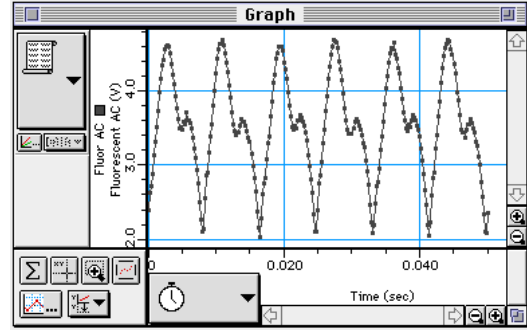 Graph
Fluor AC
Fluorescent AC (V)
4.0
3.0
2.0
0
0.020
0.040
Time (sec)
Σ